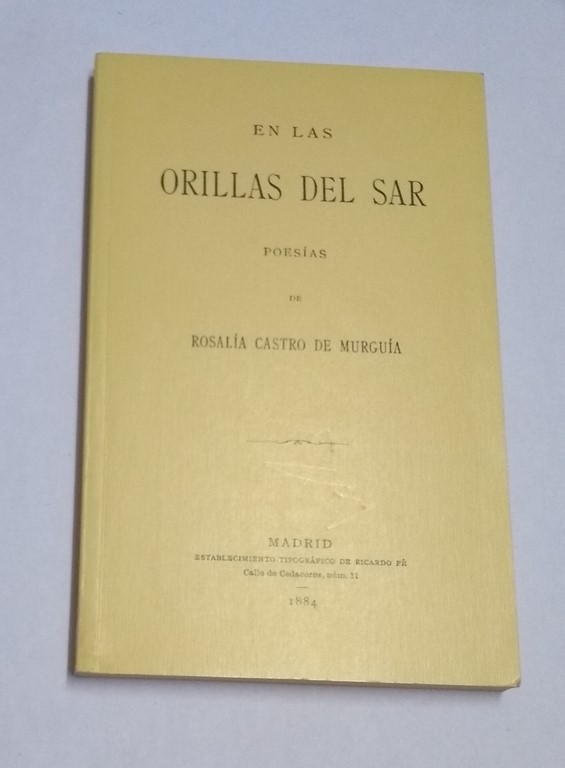 EN LAS
ORILLAS DEL SAR
POESÍAS
DE
ROSALÍA CASTRO DE MURGUÍA
MADRID
ESTABLECIMIENTO TIPOGRÁFICO DE RICARDO FÉ
Calle de Cedaceros, núm. 11
1884